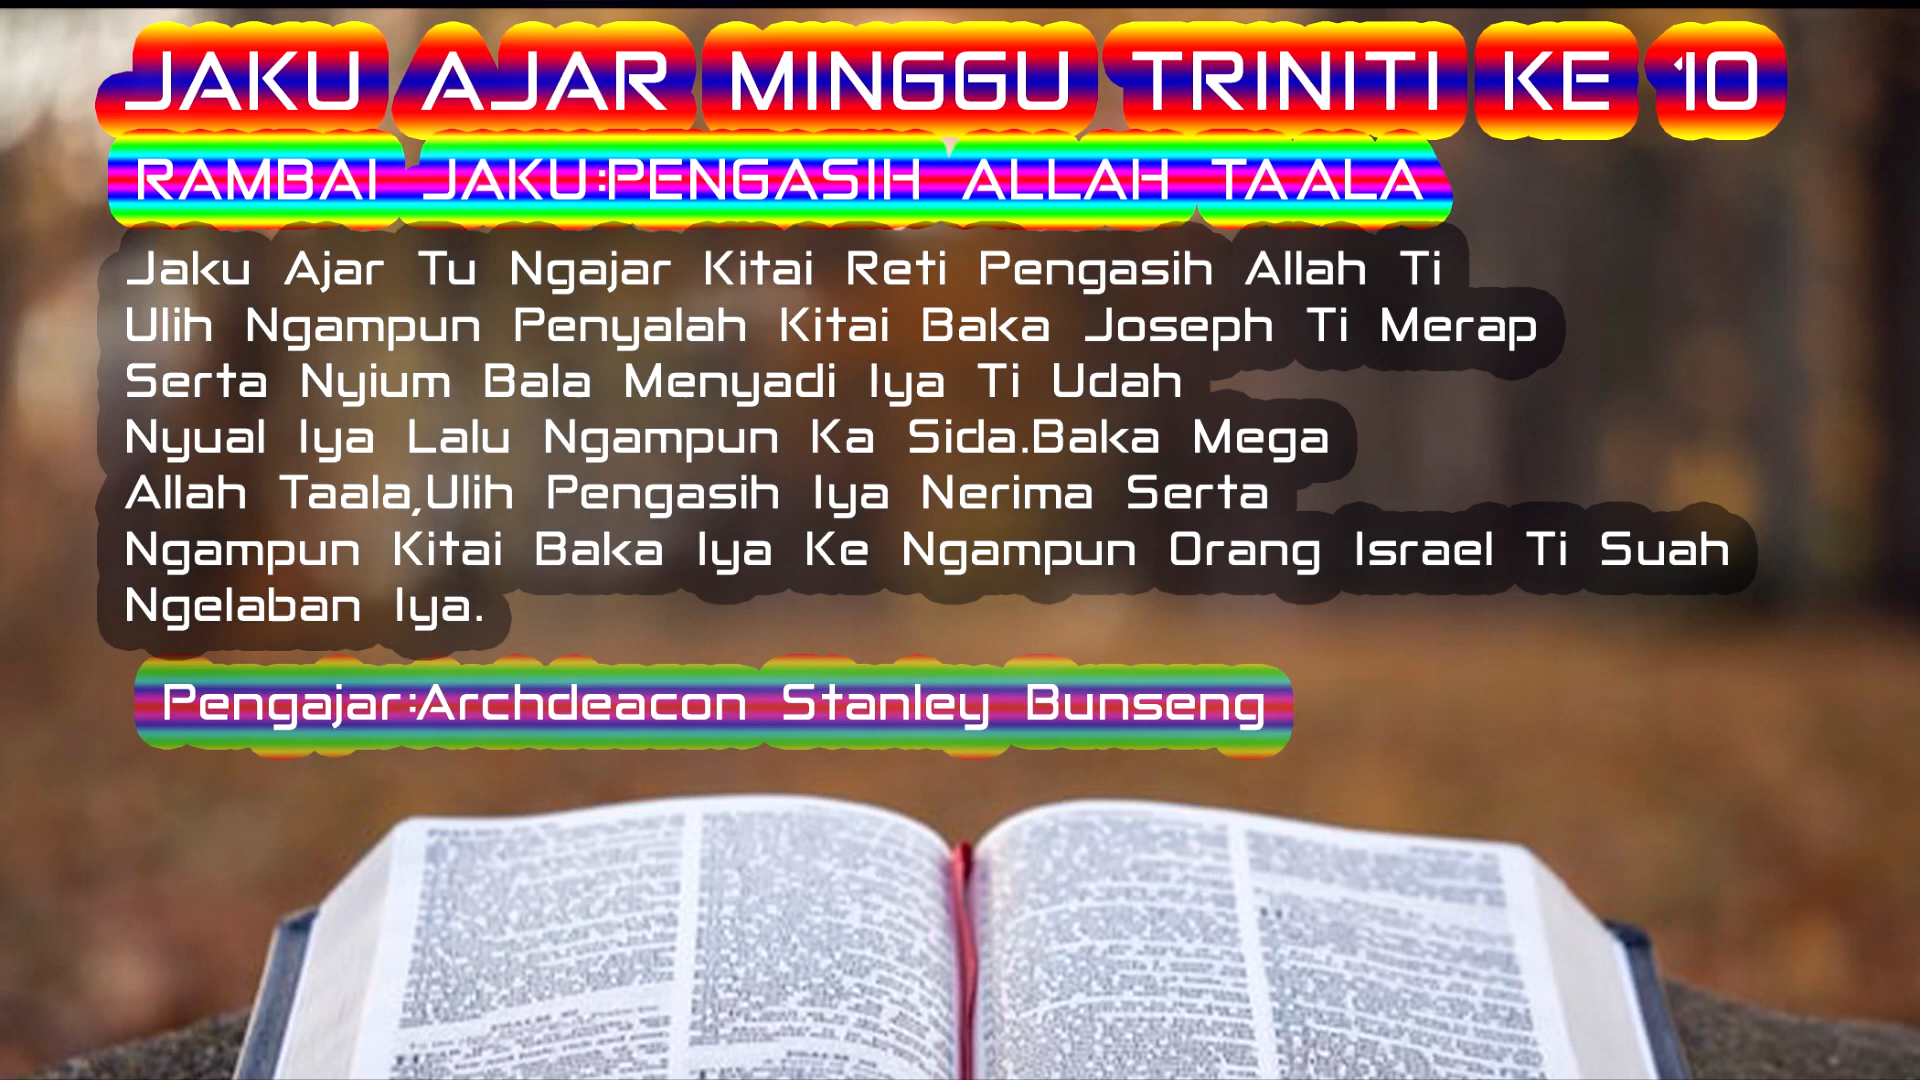 JAKU AJAR MINGGU TRINITI KE 10
RAMBAI JAKU:PENGASIH ALLAH TAALA
Jaku Ajar Tu Ngajar Kitai Reti Pengasih Allah Ti
Ulih Ngampun Penyalah Kitai Baka Joseph Ti Merap
Serta Nyium Bala Menyadi Iya Ti Udah
Nyual Iya Lalu Ngampun Ka Sida.Baka Mega
Allah Taala,Ulih Pengasih Iya Nerima Serta
Ngampun Kitai Baka Iya Ke Ngampun Orang Israel Ti Suah
Ngelaban Iya.
Pengajar:Archdeacon Stanley Bunseng